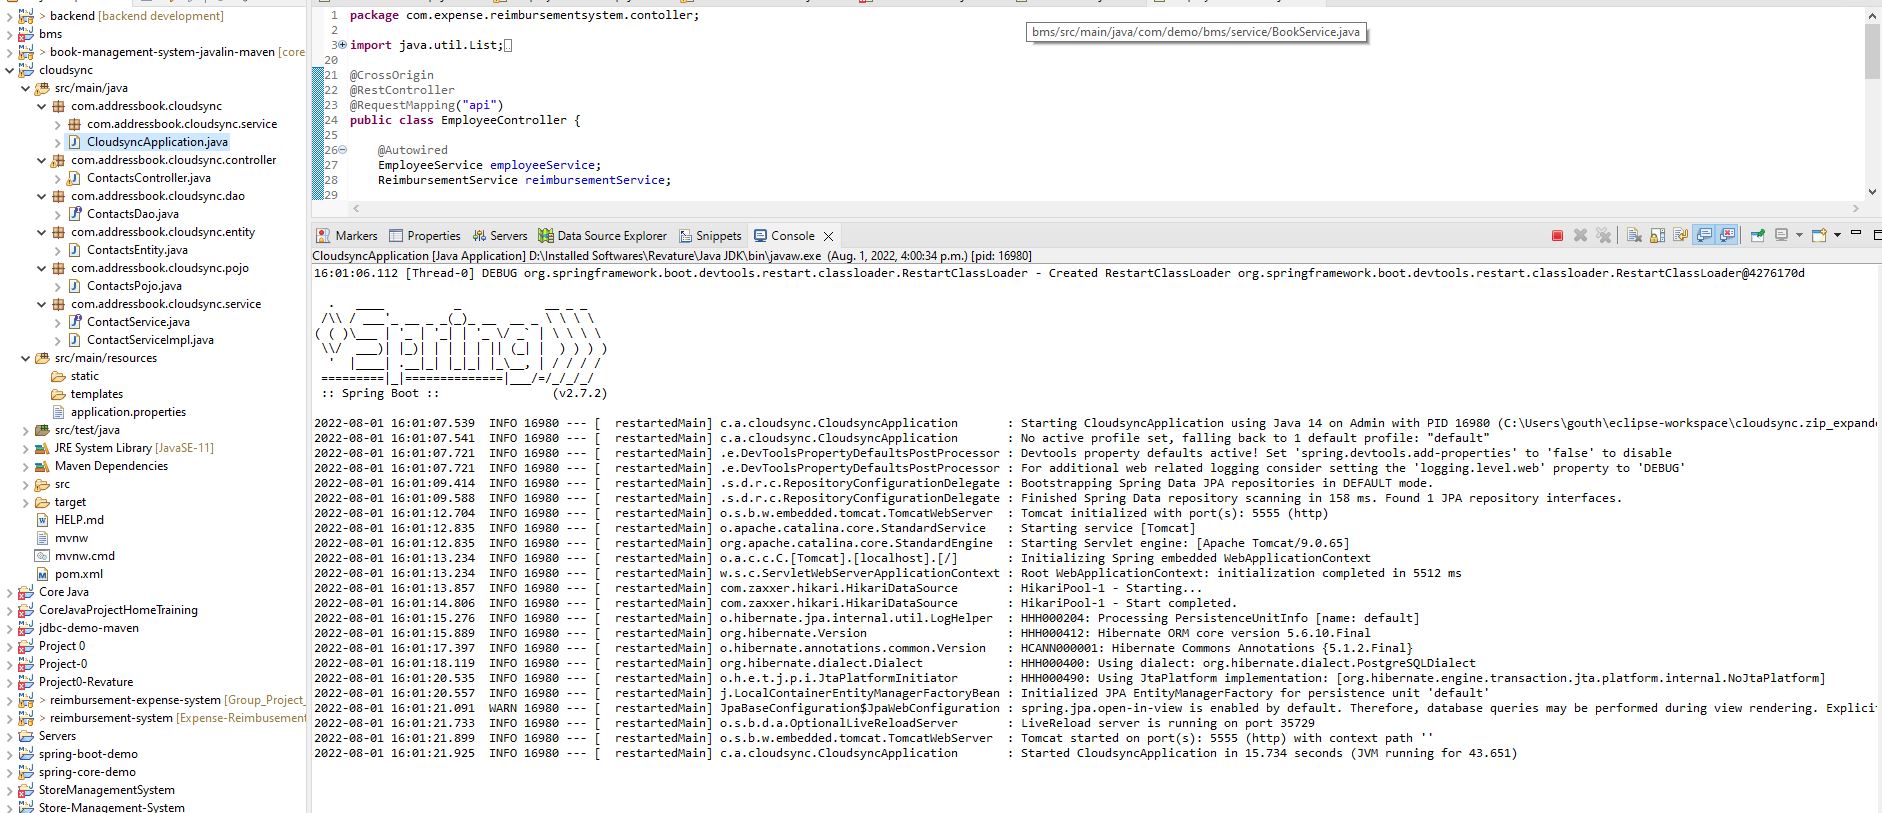 > backend [backend development]
bms
> book-management-system-javalin-maven [core
cloudsync
src/main/java
com.addressbook.cloudsync
com.addressbook.cloudsync.service
CloudsyncApplication.java
com.addressbook.cloudsync.controller
ContactsController.java
com.addressbook.cloudsync.dao
ContactsDao.java
com.addressbook.cloudsync.entity
ContactsEntity.java
com.addressbook.cloudsync.pojo
ContactsPojo.java
com.addressbook.cloudsync.service
ContactService.java
ContactServiceImpl.java
src/main/resources
static
templates
application.properties
src/test/java
JRE System Library [JavaSE-11]
Maven Dependencies
src
target
HELP.md
mvnw
mvnw.cmd
pom.xml
Core Java
CoreJavaProjectHomeTraining
jdbc-demo-maven
Project 0
Project-0
Project0-Revature
> reimbursement-expense-system [Group_Project_
> reimbursement-system [Expense-Reimbusement
Servers
spring-boot-demo
spring-core-demo
StoreManagementSystem
Store-Management-System
1 package com.expense.reimbursementsystem.contoller;
2
3 import java.util.List;
20
21 @CrossOrigin
22 @RestController
23 @RequestMapping("api")
24 public class EmployeeController {
25
26 @Autowired
27 EmployeeService employeeService;
28 ReimbursementService reimbursementService;
29
bms/src/main/java/com/demo/bms/service/BookService.java
Markers Properties Servers Data Source Explorer Snippets Console
CloudsyncApplication [Java Application] D:\Installed Softwares\Revature\Java JDK\bin\javaw.exe (Aug. 1, 2022, 4:00:34 p.m.) [pid: 16980]
16:01:06.112 [Thread-0] DEBUG org.springframework.boot.devtools.restart.classloader.RestartClassLoader - Created RestartClassLoader org.springframework.boot.devtools.restart.classloader.RestartClassLoader@4276170d
Spring
:: Spring Boot :: (v2.7.2)
2022-08-01 16:01:07.539 INFO 16980 --- [ restartedMain] c.a.cloudsync.CloudsyncApplication : Starting CloudsyncApplication using Java 14 on Admin with PID 16980 (C:\Users\gouth\eclipse-workspace\cloudsync.zip_expande
2022-08-01 16:01:07.541 INFO 16980 --- [ restartedMain] c.a.cloudsync.CloudsyncApplication : No active profile set, falling back to 1 default profile: "default"
2022-08-01 16:01:07.721 INFO 16980 --- [ restartedMain] .e.DevToolsPropertyDefaultsPostProcessor : Devtools property defaults active! Set 'spring.devtools.add-properties' to 'false' to disable
2022-08-01 16:01:07.721 INFO 16980 --- [ restartedMain] .e.DevToolsPropertyDefaultsPostProcessor : For additional web related logging consider setting the 'logging.level.web' property to 'DEBUG'
2022-08-01 16:01:09.414 INFO 16980 --- [ restartedMain] .s.d.r.c.RepositoryConfigurationDelegate : Bootstrapping Spring Data JPA repositories in DEFAULT mode.
2022-08-01 16:01:09.588 INFO 16980 --- [ restartedMain] .s.d.r.c.RepositoryConfigurationDelegate : Finished Spring Data repository scanning in 158 ms. Found 1 JPA repository interfaces.
2022-08-01 16:01:12.704 INFO 16980 --- [ restartedMain] o.s.b.w.embedded.tomcat.TomcatWebServer : Tomcat initialized with port(s): 5555 (http)
2022-08-01 16:01:12.835 INFO 16980 --- [ restartedMain] o.apache.catalina.core.StandardService : Starting service [Tomcat]
2022-08-01 16:01:12.835 INFO 16980 --- [ restartedMain] org.apache.catalina.core.StandardEngine : Starting Servlet engine: [Apache Tomcat/9.0.65]
2022-08-01 16:01:13.234 INFO 16980 --- [ restartedMain] o.a.c.c.C.[Tomcat].[localhost].[/] : Initializing Spring embedded WebApplicationContext
2022-08-01 16:01:13.234 INFO 16980 --- [ restartedMain] w.s.c.ServletWebServerApplicationContext : Root WebApplicationContext: initialization completed in 5512 ms
2022-08-01 16:01:13.857 INFO 16980 --- [ restartedMain] com.zaxxer.hikari.HikariDataSource : HikariPool-1 - Starting...
2022-08-01 16:01:14.806 INFO 16980 --- [ restartedMain] com.zaxxer.hikari.HikariDataSource : HikariPool-1 - Start completed.
2022-08-01 16:01:15.276 INFO 16980 --- [ restartedMain] o.hibernate.jpa.internal.util.LogHelper : HHH000204: Processing PersistenceUnitInfo [name: default]
2022-08-01 16:01:15.889 INFO 16980 --- [ restartedMain] org.hibernate.Version : HHH000412: Hibernate ORM core version 5.6.10.Final
2022-08-01 16:01:17.397 INFO 16980 --- [ restartedMain] o.hibernate.annotations.common.Version : HCANN000001: Hibernate Commons Annotations {5.1.2.Final}
2022-08-01 16:01:18.119 INFO 16980 --- [ restartedMain] org.hibernate.dialect.Dialect : HHH000400: Using dialect: org.hibernate.dialect.PostgreSQLDialect
2022-08-01 16:01:20.535 INFO 16980 --- [ restartedMain] o.h.e.t.j.p.i.JtaPlatformInitiator : HHH000490: Using JtaPlatform implementation: [org.hibernate.engine.transaction.jta.platform.internal.NoJtaPlatform]
2022-08-01 16:01:20.557 INFO 16980 --- [ restartedMain] j.LocalContainerEntityManagerFactoryBean : Initialized JPA EntityManagerFactory for persistence unit 'default'
2022-08-01 16:01:21.091 WARN 16980 --- [ restartedMain] JpaBaseConfiguration$JpaWebConfiguration : spring.jpa.open-in-view is enabled by default. Therefore, database queries may be performed during view rendering. Explici
2022-08-01 16:01:21.733 INFO 16980 --- [ restartedMain] o.s.b.d.a.OptionalLiveReloadServer : LiveReload server is running on port 35729
2022-08-01 16:01:21.899 INFO 16980 --- [ restartedMain] o.s.b.w.embedded.tomcat.TomcatWebServer : Tomcat started on port(s): 5555 (http) with context path ''
2022-08-01 16:01:21.925 INFO 16980 --- [ restartedMain] c.a.cloudsync.CloudsyncApplication : Started CloudsyncApplication in 15.734 seconds (JVM running for 43.651)